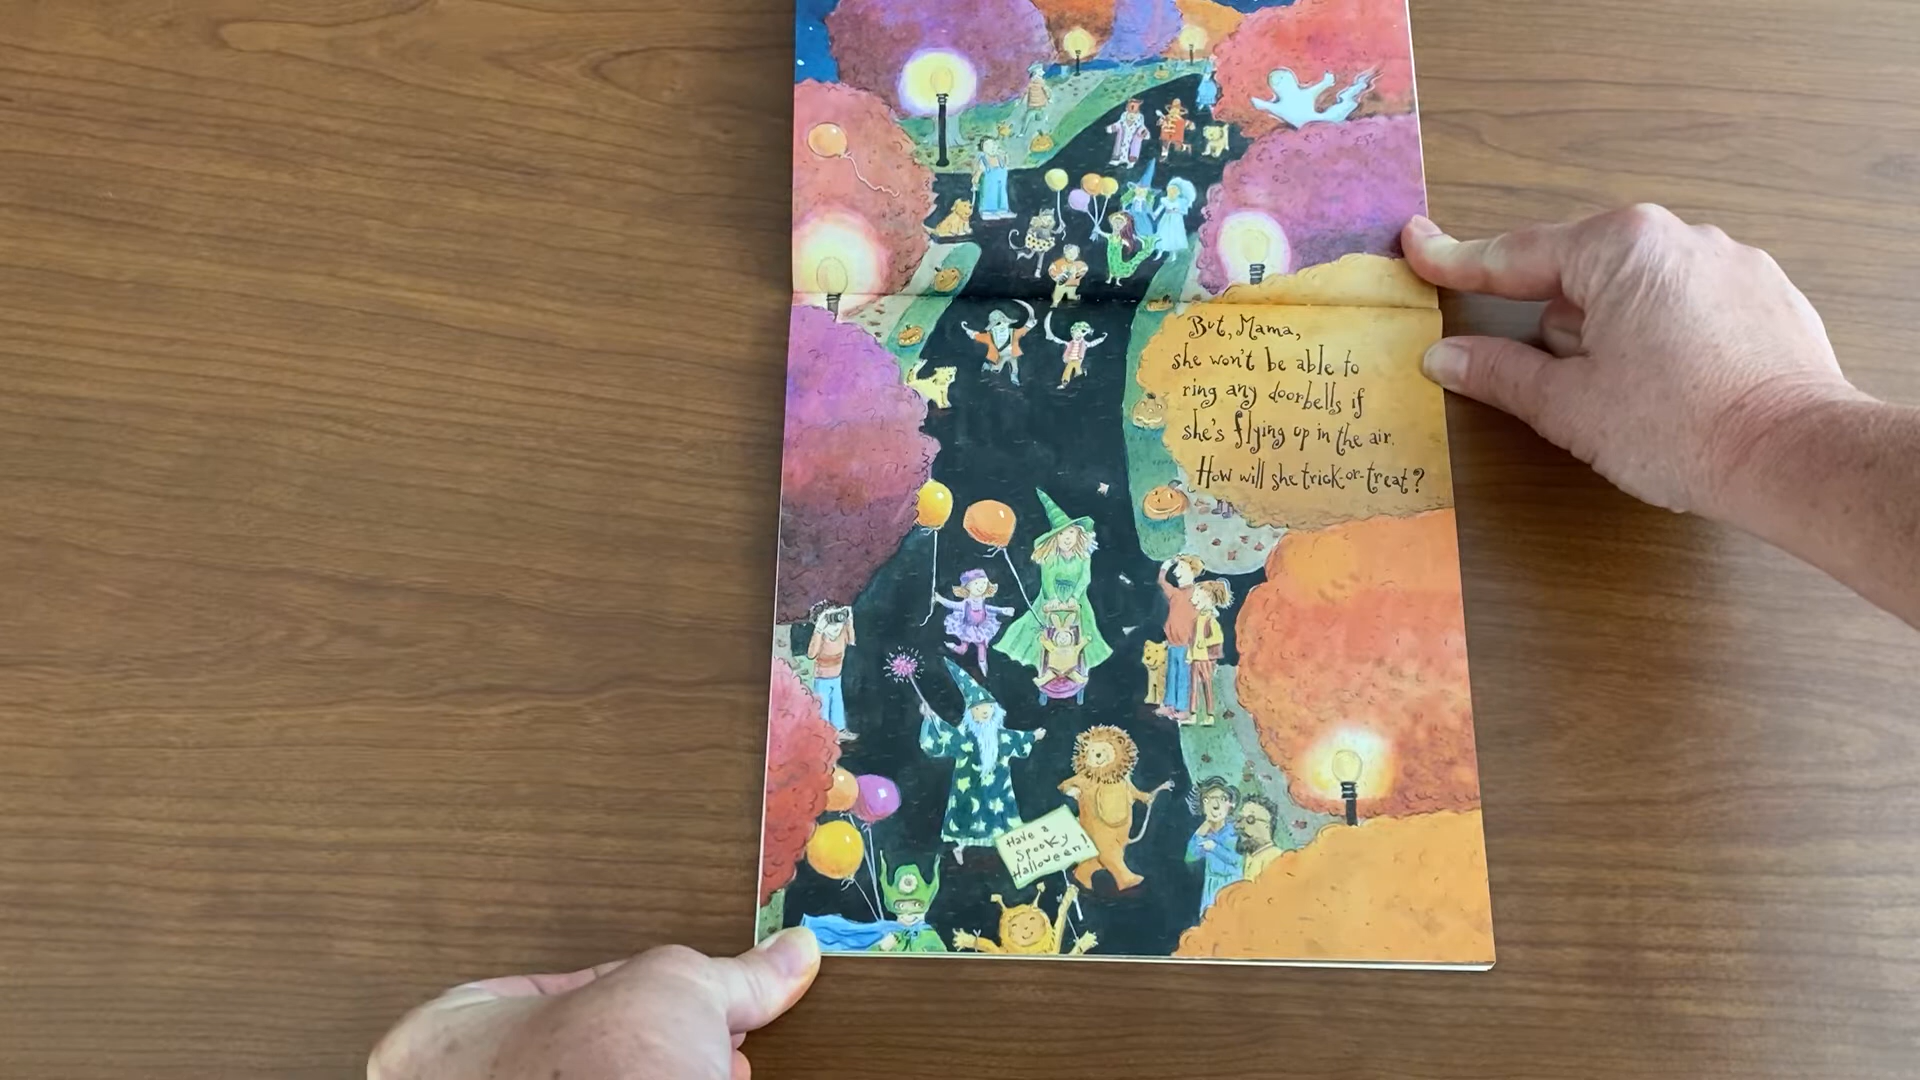 But, Mama,
she won't be able to
ring any doorbells if
she's flying up in the air.
How will she trick-or-treat?
Have a
Spooky
Halloween!